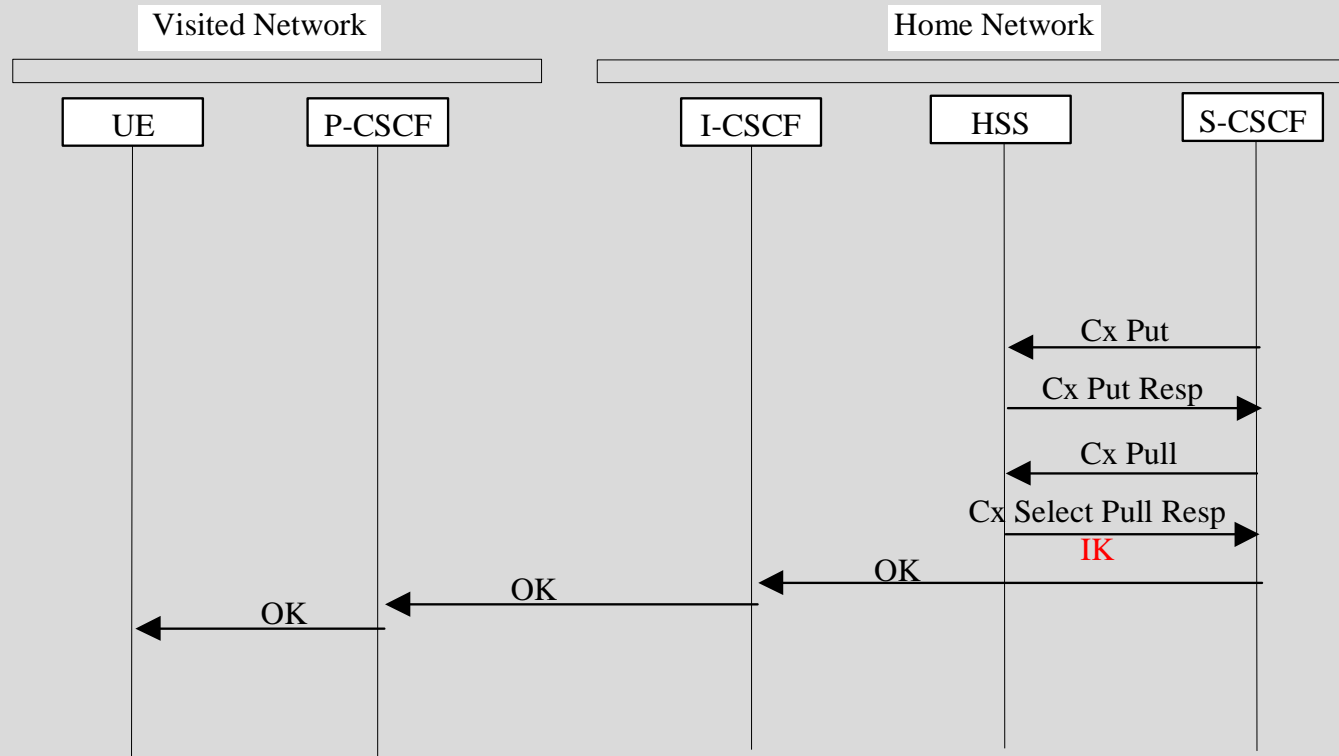 Visited Network
Home Network
UE
P-CSCF
I-CSCF
HSS
S-CSCF
Cx Put
Cx Put Resp
Cx Pull
Cx Select Pull Resp
IK
OK
OK
OK